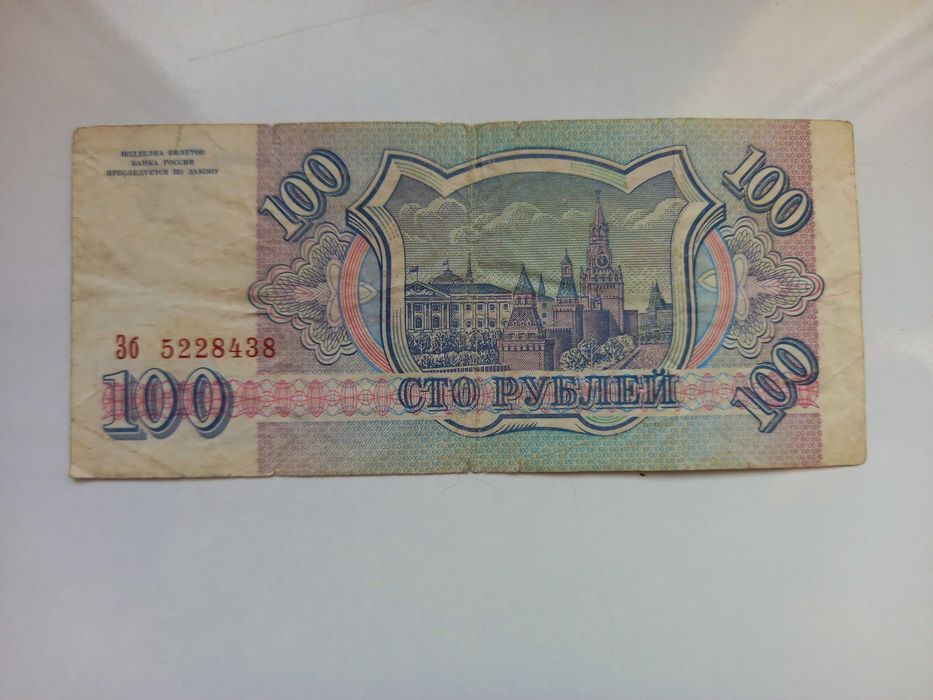 ПОДДЕЛКА БИЛЕТОВ
БАНКА РОССИИ
ПРЕСЛЕДУЕТСЯ ПО ЗАКОНУ
100
100
Зб 5228438
100
СТО РУБЛЕЙ
100